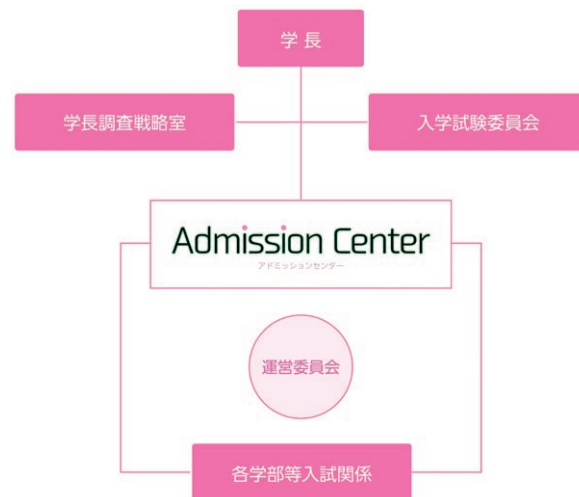 学 長
学長調査戦略室
入学試験委員会
Admission Center
アドミッションセンター
運営委員会
各学部等入試関係